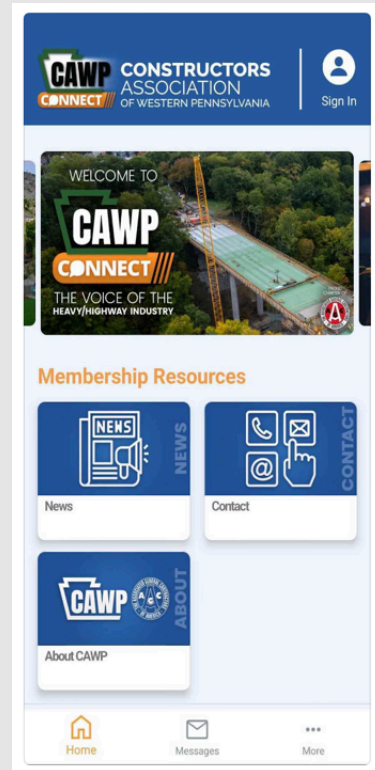 CAWP
CONNECT
CONSTRUCTORS
ASSOCIATION
OF WESTERN PENNSYLVANIA
Sign In
WELCOME TO
CAWP
CONNECT
THE VOICE OF THE
HEAVY/HIGHWAY INDUSTRY
Membership Resources
NEWS
NEWS
News
CONTACT
Contact
CAWP
AGC
ABOUT
About CAWP
Home
Messages
More